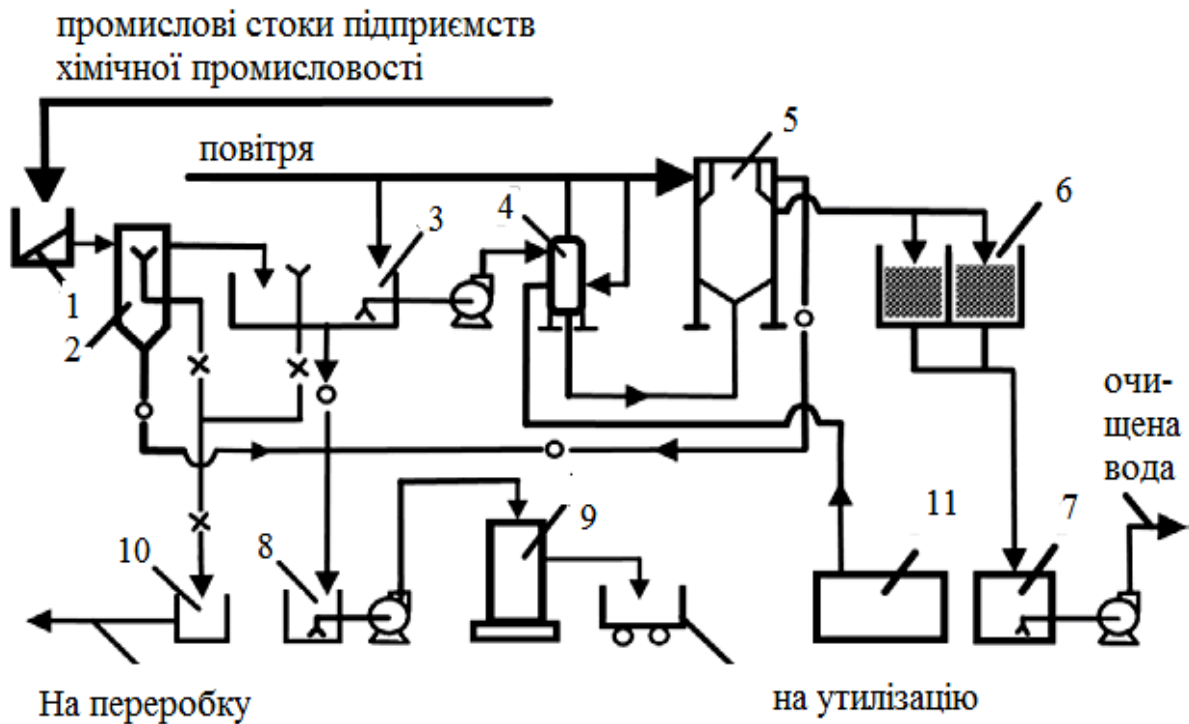 промислові стоки підприємств
хімічної промисловості
повітря
5
4
6
3
1
2
очи-
щена
вода
11
7
9
8
10
На переробку
на утилізацію